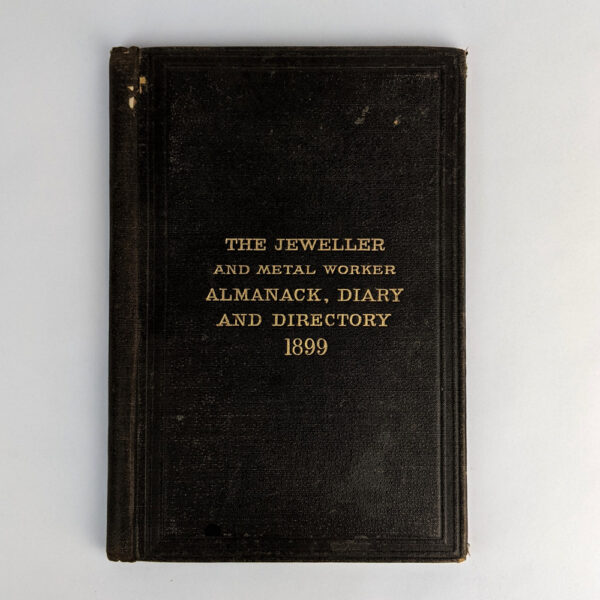 THE JEWELLER
AND METAL WORKER
ALMANACK, DIARY
AND DIRECTORY
1899